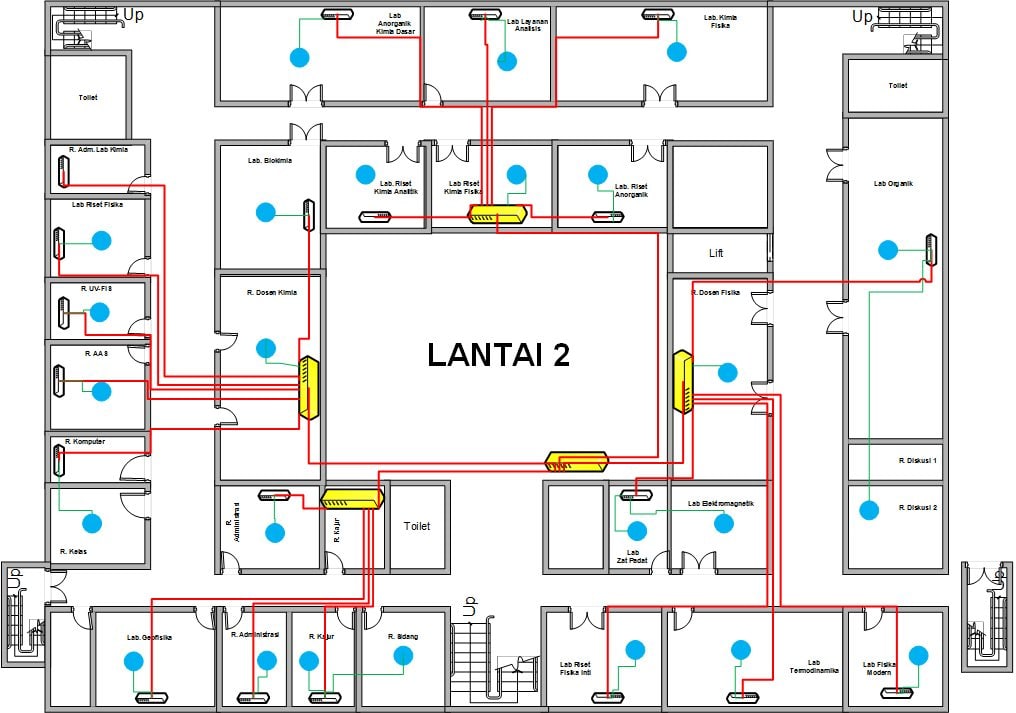 Up
Lab
Anorganik
Kimia Dasar
Lab Layanan
Analisis
Lab. Kimia
Fisika
Up
Toilet
Toilet
R. Adm. Lab Kimia
Lab. Biokimia
Lab. Riset
Kimia Analitik
Lab Riset
Kimia Fisika
Lab. Riset
Anorganik
Lab Organik
Lab Riset Fisika
Lift
R. UV-FI 8
R. Dosen Kimia
R. Dosen Fisika
LANTAI 2
R. AA 8
R. Komputer
R. Diskusi 1
R. Kelas
R.
Administrasi
R. Kajur
Toilet
Lab
Zat Padat
Lab Elektromagnetik
R. Diskusi 2
Up
Up
Up
Lab. Geofisika
R. Administrasi
R. Kajur
R. Sidang
Lab Riset
Fisika Inti
Lab
Termodinamika
Lab Fisika
Modern